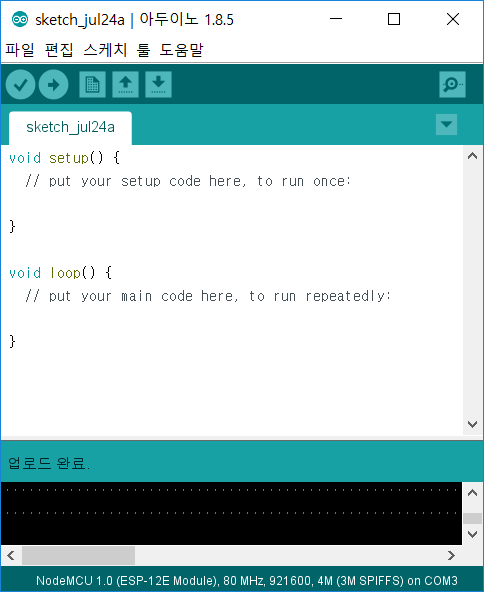 sketch_jul24a | 아두이노 1.8.5
파일 편집 스케치 툴 도움말
sketch_jul24a
void setup() {
  // put your setup code here, to run once:
}
void loop() {
  // put your main code here, to run repeatedly:
}
업로드 완료.
NodeMCU 1.0 (ESP-12E Module), 80 MHz, 921600, 4M (3M SPIFFS) on COM3